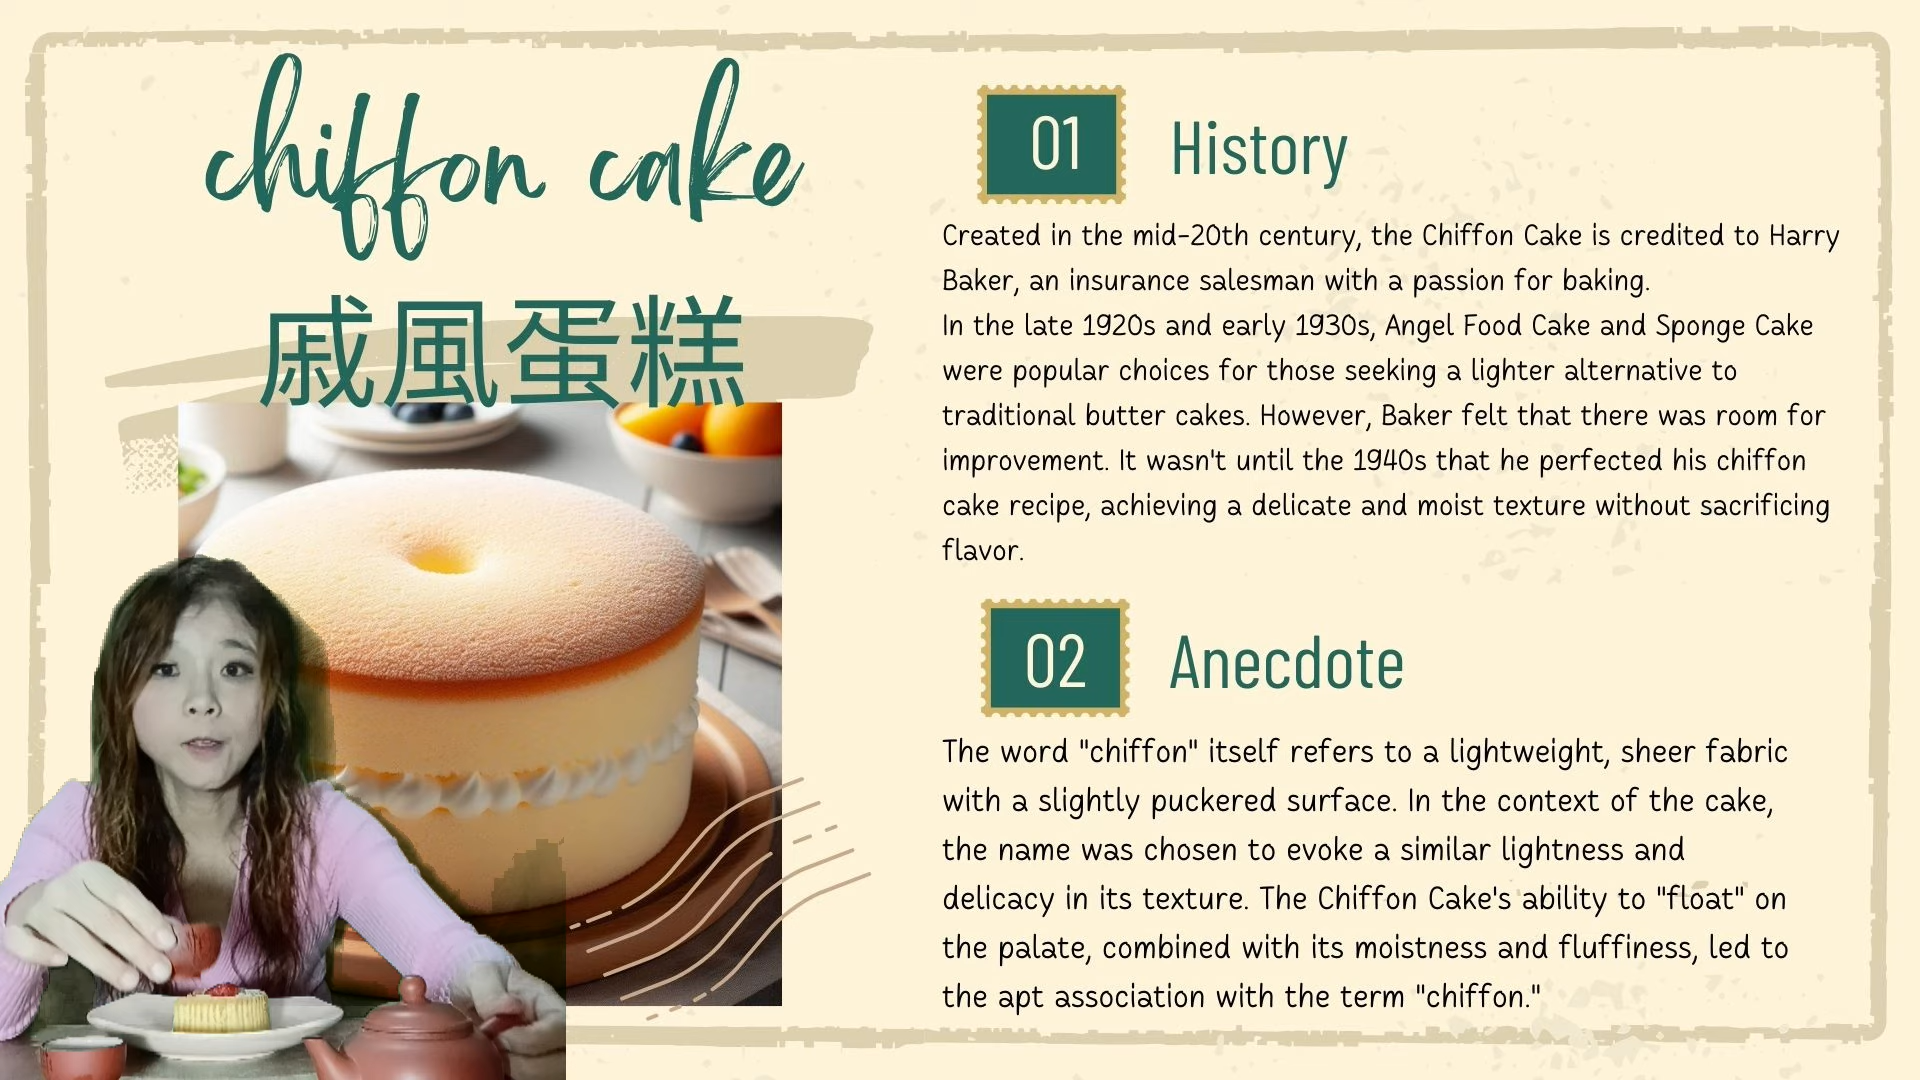 chiffon cake
戚風蛋糕
01
History
Created in the mid-20th century, the Chiffon Cake is credited to Harry
Baker, an insurance salesman with a passion for baking.
In the late 1920s and early 1930s, Angel Food Cake and Sponge Cake
were popular choices for those seeking a lighter alternative to
traditional butter cakes. However, Baker felt that there was room for
improvement. It wasn't until the 1940s that he perfected his chiffon
cake recipe, achieving a delicate and moist texture without sacrificing
flavor.
02
Anecdote
The word "chiffon" itself refers to a lightweight, sheer fabric
with a slightly puckered surface. In the context of the cake,
the name was chosen to evoke a similar lightness and
delicacy in its texture. The Chiffon Cake's ability to "float" on
the palate, combined with its moistness and fluffiness, led to
the apt association with the term "chiffon."